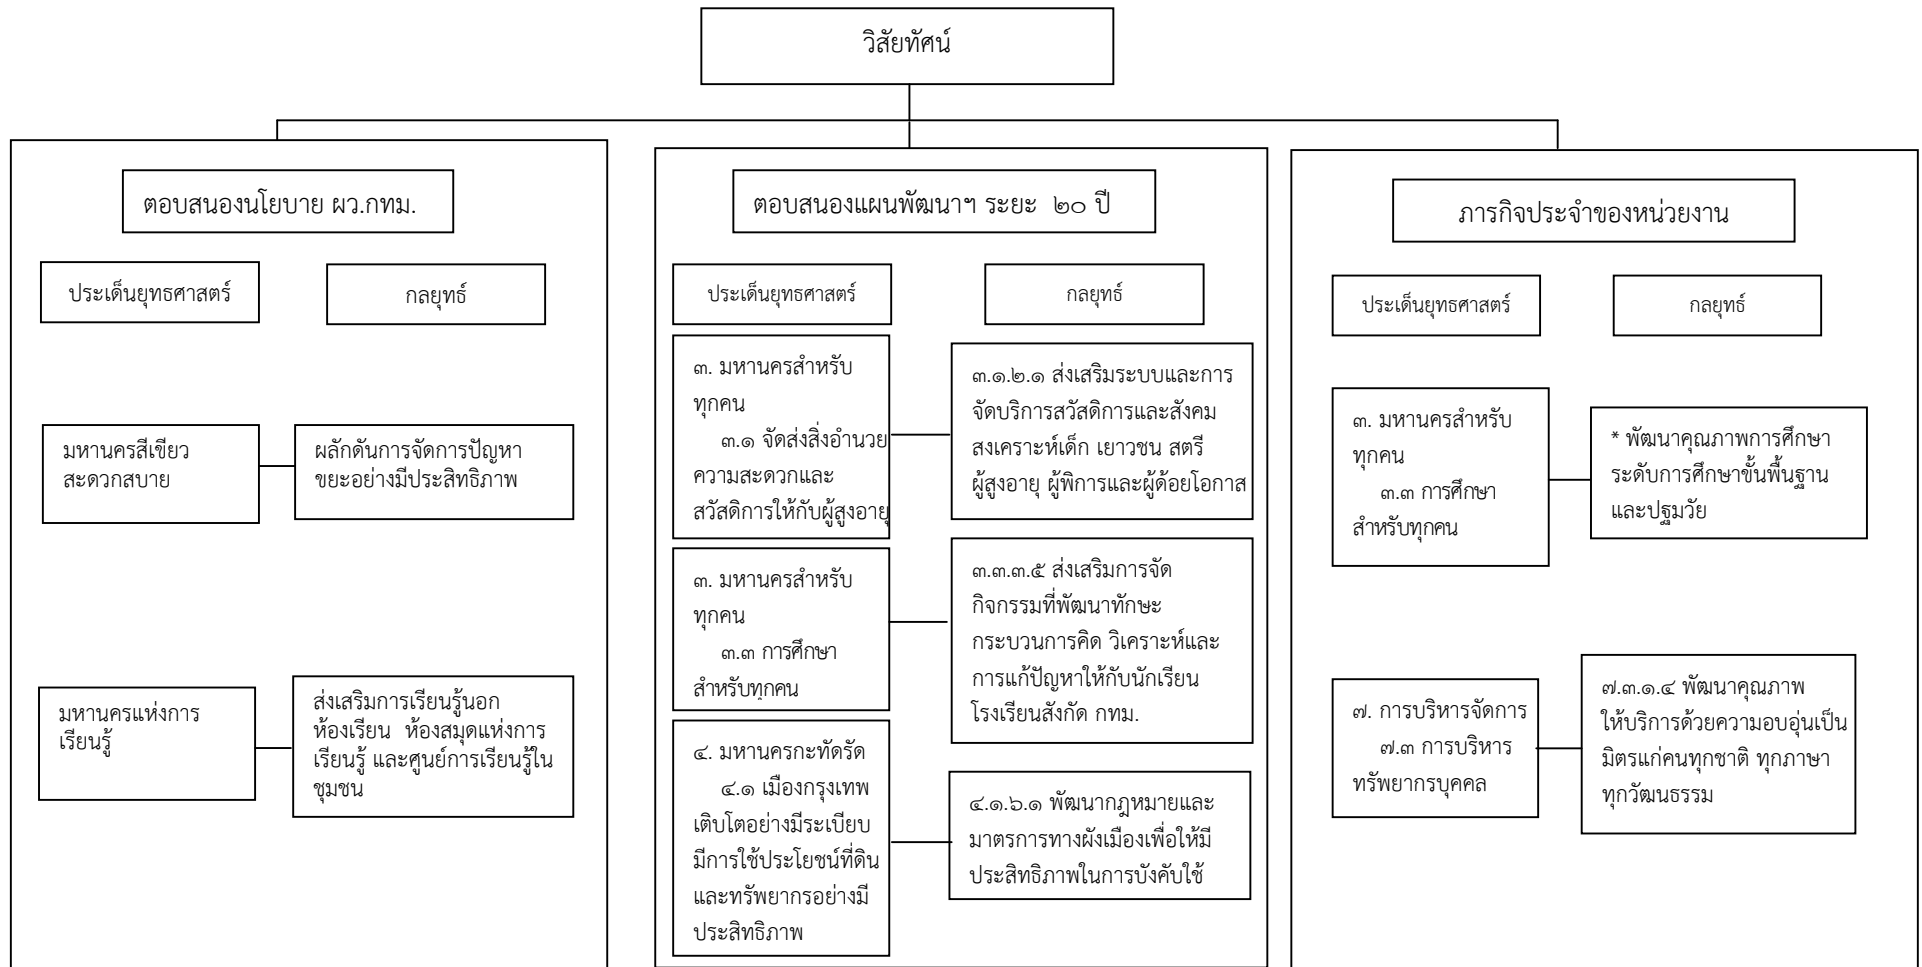 วิสัยทัศน์
ตอบสนองนโยบาย ผว.กทม.
ประเด็นยุทธศาสตร์
กลยุทธ์
มหานครสีเขียว
สะดวกสบาย
ผลักดันการจัดการปัญหา
ขยะอย่างมีประสิทธิภาพ
มหานครแห่งการ
เรียนรู้
ส่งเสริมการเรียนรู้นอก
ห้องเรียน ห้องสมุดแห่งการ
เรียนรู้ และศูนย์การเรียนรู้ใน
ชุมชน
ตอบสนองแผนพัฒนาฯ ระยะ ๒๐ ปี
ประเด็นยุทธศาสตร์
กลยุทธ์
๓. มหานครสำหรับ
ทุกคน
๓.๑ จัดส่งสิ่งอำนวย
ความสะดวกและ
สวัสดิการให้กับผู้สูงอายุ
๓.๑.๒.๑ ส่งเสริมระบบและการ
จัดบริการสวัสดิการและสังคม
สงเคราะห์เด็ก เยาวชน สตรี
ผู้สูงอายุ ผู้พิการและผู้ด้อยโอกาส
๓. มหานครสำหรับ
ทุกคน
๓.๓ การศึกษา
สำหรับทุกคน
๓.๓.๓.๕ ส่งเสริมการจัด
กิจกรรมที่พัฒนาทักษะ
กระบวนการคิด วิเคราะห์และ
การแก้ปัญหาให้กับนักเรียน
โรงเรียนสังกัด กทม.
๔. มหานครกะทัดรัด
๔.๑ เมืองกรุงเทพ
เติบโตอย่างมีระเบียบ
มีการใช้ประโยชน์ที่ดิน
และทรัพยากรอย่างมี
ประสิทธิภาพ
๔.๑.๖.๑ พัฒนากฎหมายและ
มาตรการทางผังเมืองเพื่อให้มี
ประสิทธิภาพในการบังคับใช้
ภารกิจประจำของหน่วยงาน
ประเด็นยุทธศาสตร์
กลยุทธ์
๓. มหานครสำหรับ
ทุกคน
๓.๓ การศึกษา
สำหรับทุกคน
* พัฒนาคุณภาพการศึกษา
ระดับการศึกษาขั้นพื้นฐาน
และปฐมวัย
๗. การบริหารจัดการ
๗.๓ การบริหาร
ทรัพยากรบุคคล
๗.๓.๑.๔ พัฒนาคุณภาพ
ให้บริการด้วยความอบอุ่นเป็น
มิตรแก่คนทุกชาติ ทุกภาษา
ทุกวัฒนธรรม